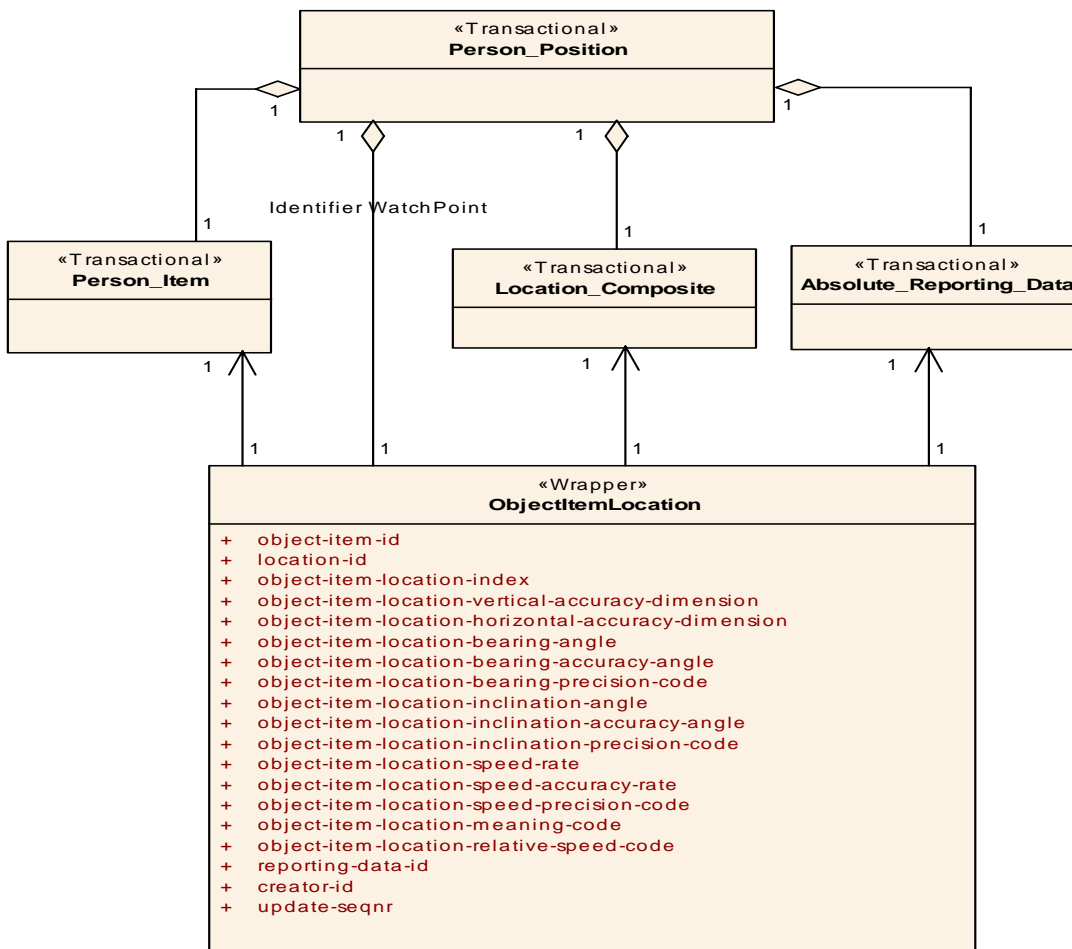 «Transactional»
Person_Position
1
1
1
1
Identifier WatchPoint
1
1
1
«Transactional»
Person_Item
«Transactional»
Location_Composite
«Transactional»
Absolute_Reporting_Data
1
1
1
1
1
1
1
«Wrapper»
ObjectItemLocation
+ object-item-id
+ location-id
+ object-item-location-index
+ object-item-location-vertical-accuracy-dimension
+ object-item-location-horizontal-accuracy-dimension
+ object-item-location-bearing-angle
+ object-item-location-bearing-accuracy-angle
+ object-item-location-bearing-precision-code
+ object-item-location-inclination-angle
+ object-item-location-inclination-accuracy-angle
+ object-item-location-inclination-precision-code
+ object-item-location-speed-rate
+ object-item-location-speed-accuracy-rate
+ object-item-location-speed-precision-code
+ object-item-location-meaning-code
+ object-item-location-relative-speed-code
+ reporting-data-id
+ creator-id
+ update-seqnr